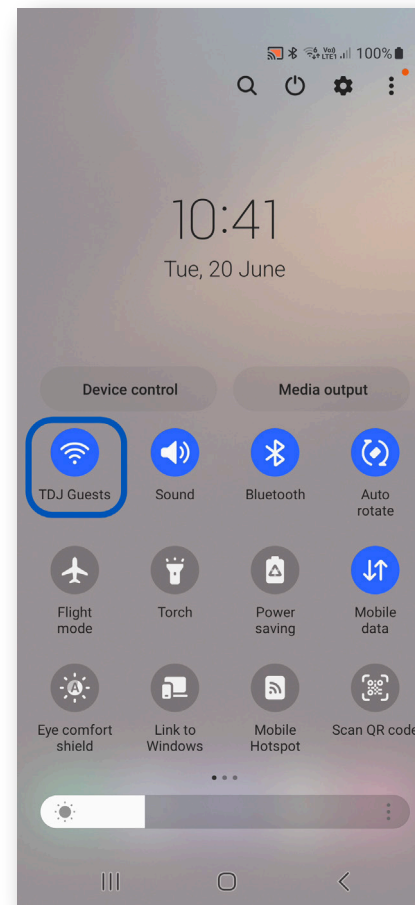 100%
10:41
Tue, 20 June
Device control Media output
TDJ Guests Sound Bluetooth Auto rotate
Flight mode Torch Power saving Mobile data
Eye comfort shield Link to Windows Mobile Hotspot Scan QR code